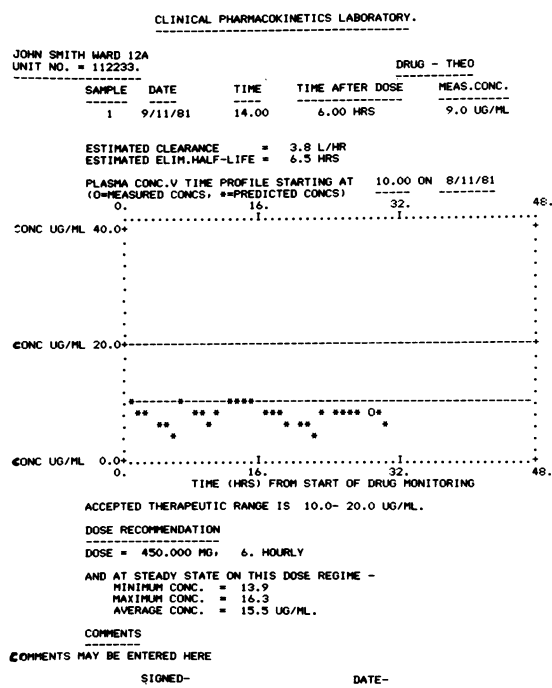 CLINICAL PHARMACOKINETICS LABORATORY.
JOHN SMITH WARD 12A
UNIT NO. = 112233.
DRUG - THEO
SAMPLE DATE TIME TIME AFTER DOSE MEAS.CONC.
1 9/11/81 14.00 6.00 HRS 9.0 UG/ML
ESTIMATED CLEARANCE = 3.8 L/HR
ESTIMATED ELIM.HALF-LIFE = 6.5 HRS
PLASMA CONC.V TIME PROFILE STARTING AT 10.00 ON 8/11/81
(O=MEASURED CONCS, *=PREDICTED CONCS)
0. 16. 32. 48.
CONC UG/ML 40.0
CONC UG/ML 20.0
CONC UG/ML 0.0
0. 16. 32. 48.
TIME (HRS) FROM START OF DRUG MONITORING
ACCEPTED THERAPEUTIC RANGE IS 10.0- 20.0 UG/ML.
DOSE RECOMMENDATION
DOSE = 450.000 MG, 6. HOURLY
AND AT STEADY STATE ON THIS DOSE REGIME -
MINIMUM CONC. = 13.9
MAXIMUM CONC. = 16.3
AVERAGE CONC. = 15.5 UG/ML.
COMMENTS
COMMENTS MAY BE ENTERED HERE
SIGNED- DATE-